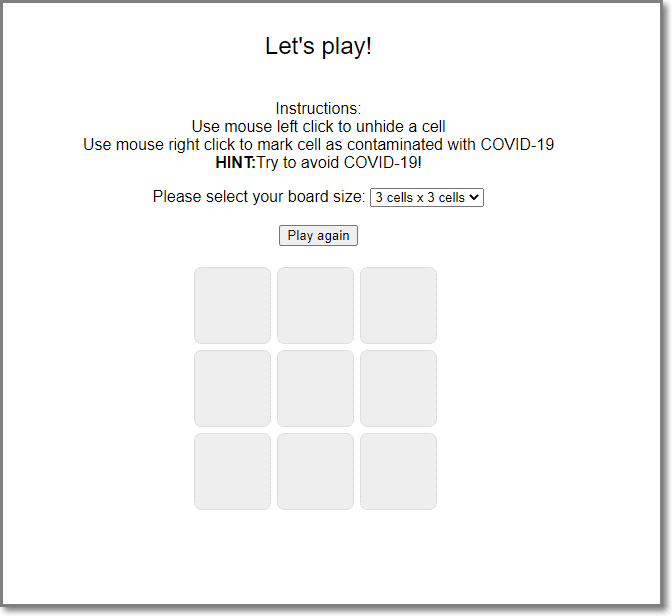 Let's play!
Instructions:
Use mouse left click to unhide a cell
Use mouse right click to mark cell as contaminated with COVID-19
HINT:Try to avoid COVID-19!
Please select your board size: 3 cells x 3 cells
Play again